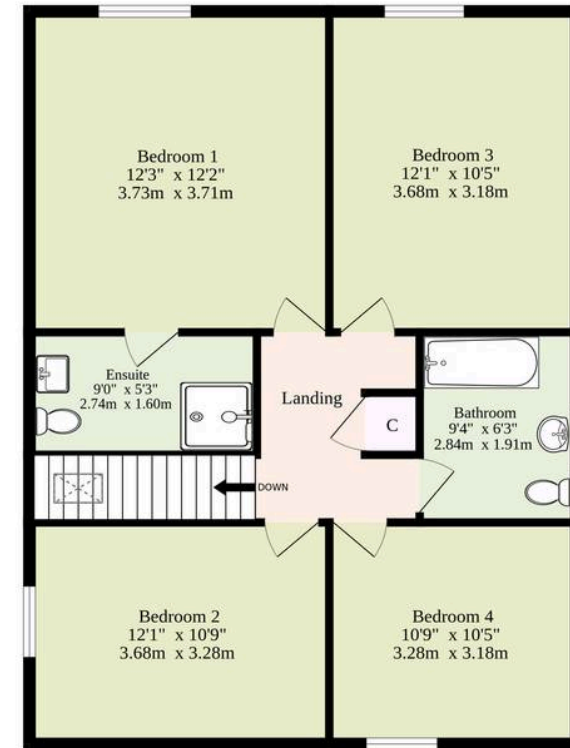 Bedroom 1
12'3" x 12'2"
3.73m x 3.71m
Bedroom 3
12'1" x 10'5"
3.68m x 3.18m
Ensuite
9'0" x 5'3"
2.74m x 1.60m
Landing
C
Bathroom
9'4" x 6'3"
2.84m x 1.91m
DOWN
Bedroom 2
12'1" x 10'9"
3.68m x 3.28m
Bedroom 4
10'9" x 10'5"
3.28m x 3.18m